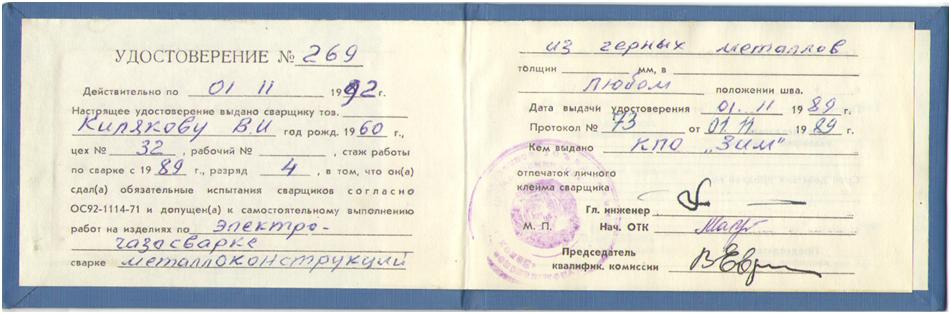 УДОСТОВЕРЕНИЕ № 269
Действительно по 01 11 1992 г.
Настоящее удостоверение выдано сварщику тов.
Килякову В.И год рожд. 1960 г.,
цех № 32, рабочий №, стаж работы
по сварке с 1989 г., разряд 4, в том, что он(а)
сдал(а) обязательные испытания сварщиков согласно
ОС92-1114-71 и допущен(а) к самостоятельному выполнению
работ на изделиях по электро-
газосварке
сварке металлоконструкций
из черных металлов
толщин мм, в
любом положении шва.
Дата выдачи удостоверения 01.11 1989 г.
Протокол № 73 от 01.11 1989 г.
Кем выдано КПО „ЗИМ"
отпечаток личного
клейма сварщика
Гл. инженер
М. П. Нач. ОТК
Председатель
квалифик. комиссии